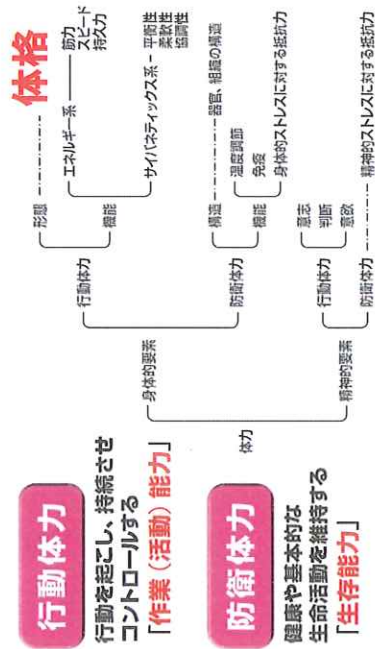 行動体力
行動を起こし、持続させ
コントロールする
「作業（活動）能力」
防衛体力
健康や基本的な
生命活動を維持する
「生存能力」
体力
身体的要素
行動体力
形態
体格
機能
エネルギー系
筋力
スピード
持久力
サイバネティックス系
平衡性
柔軟性
協調性
防衛体力
構造
器官、組織の構造
機能
温度調節
免疫
身体的ストレスに対する抵抗力
精神的要素
行動体力
意志
判断
意欲
防衛体力
精神的ストレスに対する抵抗力